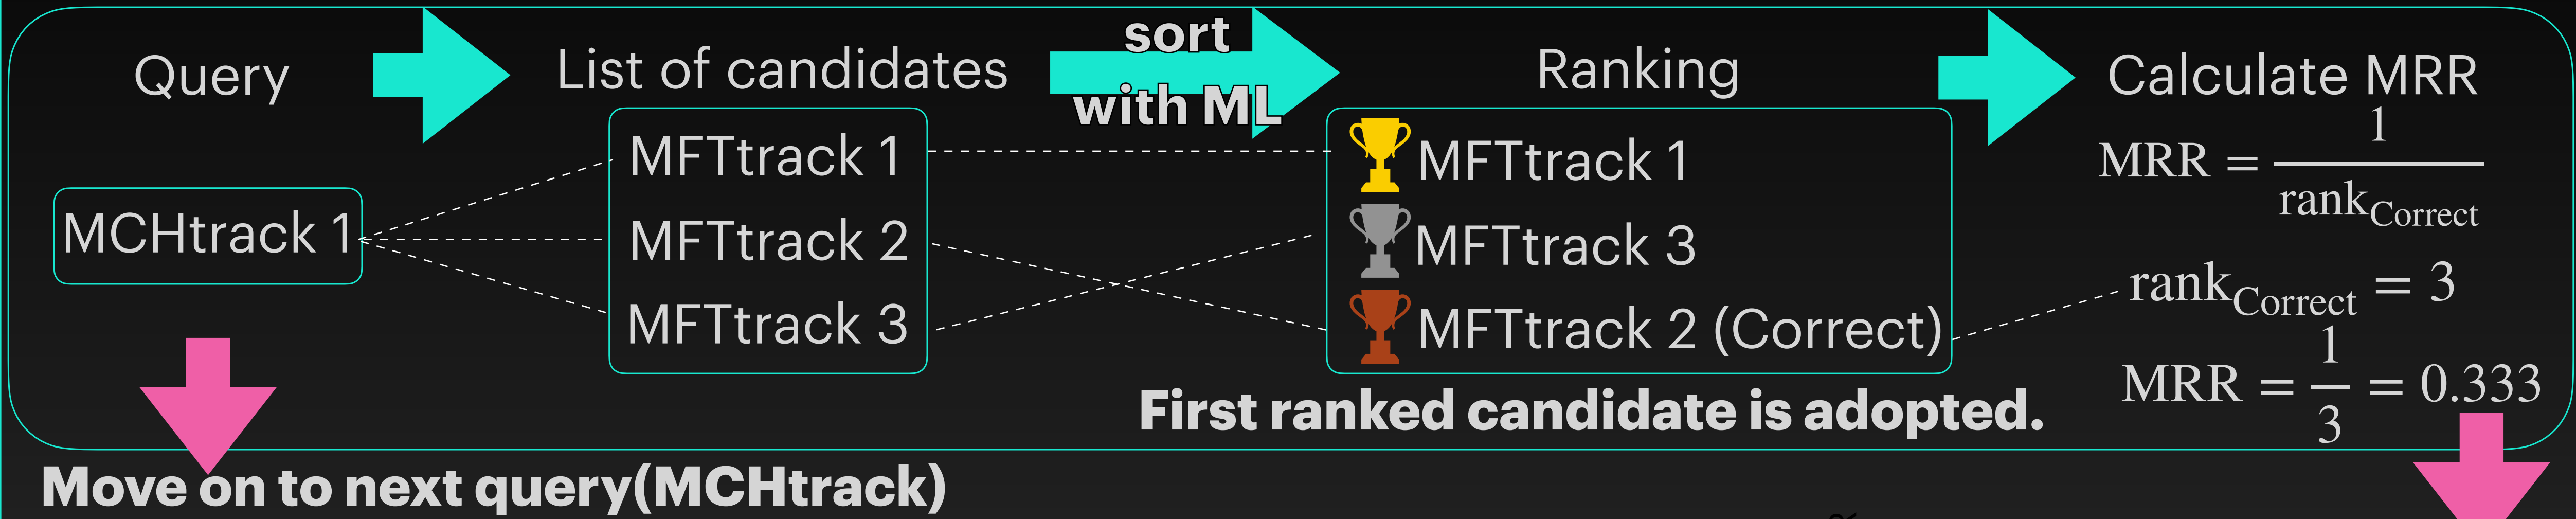 Query
List of candidates
sort
with ML
Ranking
Calculate MRR
MCHtrack 1
MFTtrack 1
MFTtrack 2
MFTtrack 3
MFTtrack 1
MFTtrack 3
MFTtrack 2 (Correct)
MRR = 1 / rank_Correct
rank_Correct = 3
MRR = 1 / 3 = 0.333
First ranked candidate is adopted.
Move on to next query(MCHtrack)